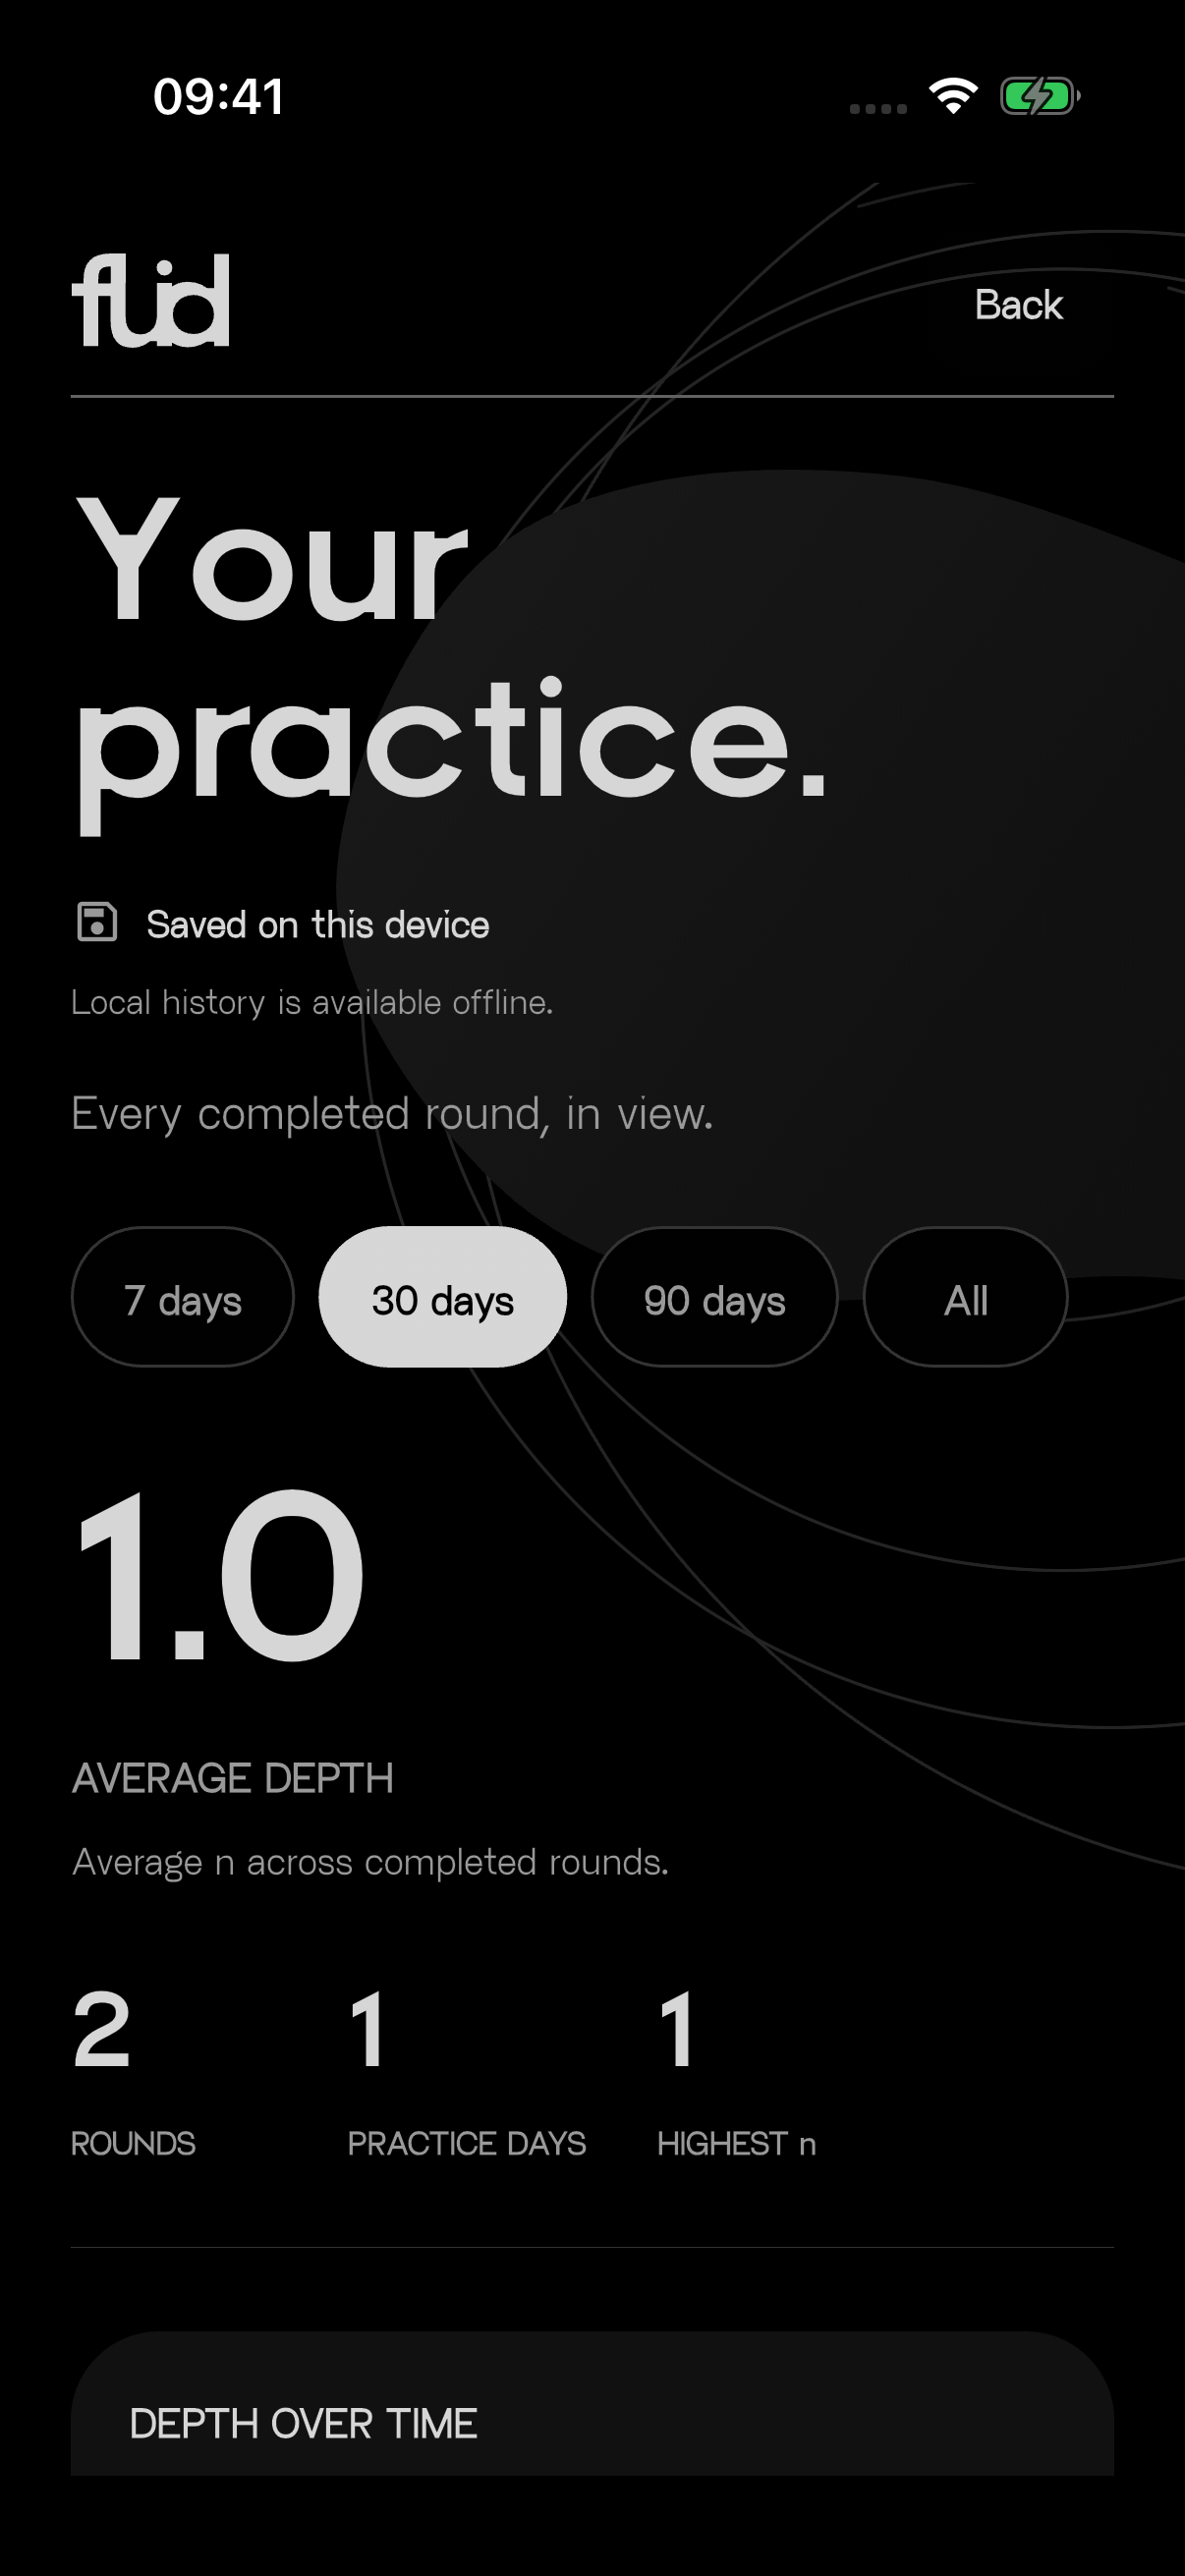 09:41
fluid
Back
Your
practice.
Saved on this device
Local history is available offline.
Every completed round, in view.
7 days
30 days
90 days
All
1.0
AVERAGE DEPTH
Average n across completed rounds.
2
1
1
ROUNDS
PRACTICE DAYS
HIGHEST n
DEPTH OVER TIME